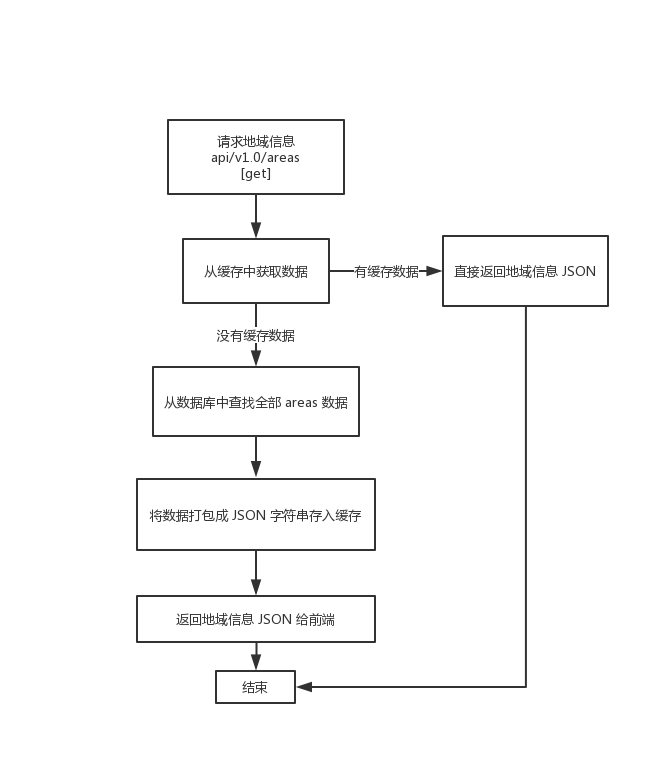 请求地域信息
api/v1.0/areas
[get]
从缓存中获取数据
有缓存数据
直接返回地域信息 JSON
没有缓存数据
从数据库中查找全部 areas 数据
将数据打包成 JSON 字符串存入缓存
返回地域信息 JSON 给前端
结束